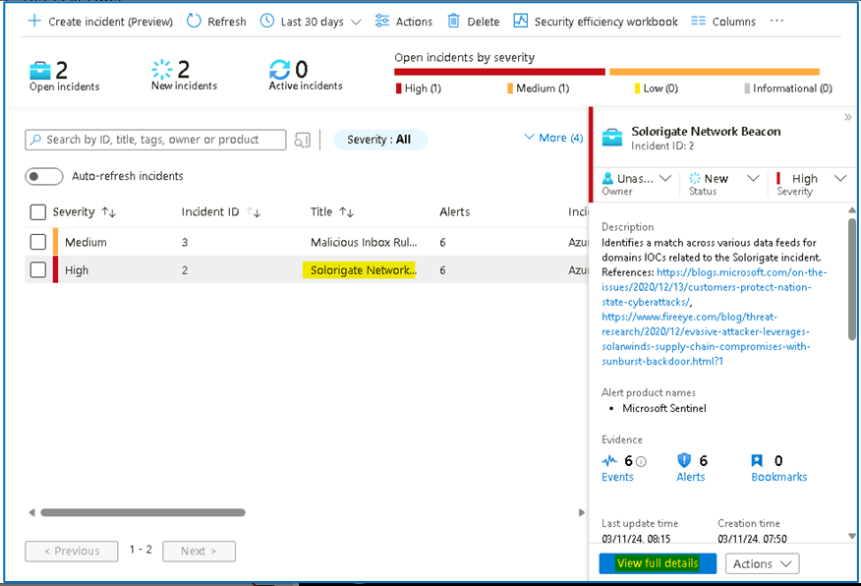 Create incident (Preview) Refresh Last 30 days Actions Delete Security efficiency workbook Columns ...
2 Open incidents
2 New incidents
0 Active incidents
Open incidents by severity
High (1) Medium (1) Low (0) Informational (0)
Search by ID, title, tags, owner or product
Severity : All
More (4)
Auto-refresh incidents
Severity Incident ID Title Alerts Inci
Medium 3 Malicious Inbox Rul... 6 Azu
High 2 Solorigate Network... 6 Azu
< Previous 1 - 2 Next >
Solorigate Network Beacon
Incident ID: 2
Unas... New High
Owner Status Severity
Description
Identifies a match across various data feeds for
domains IOCs related to the Solorigate incident.
References: https://blogs.microsoft.com/on-the-
issues/2020/12/13/customers-protect-nation-
state-cyberattacks/,
https://www.fireeye.com/blog/threat-
research/2020/12/evasive-attacker-leverages-
solarwinds-supply-chain-compromises-with-
sunburst-backdoor.html?1
Alert product names
• Microsoft Sentinel
Evidence
6 6 0
Events Alerts Bookmarks
Last update time Creation time
03/11/24, 08:15 03/11/24, 07:50
View full details Actions